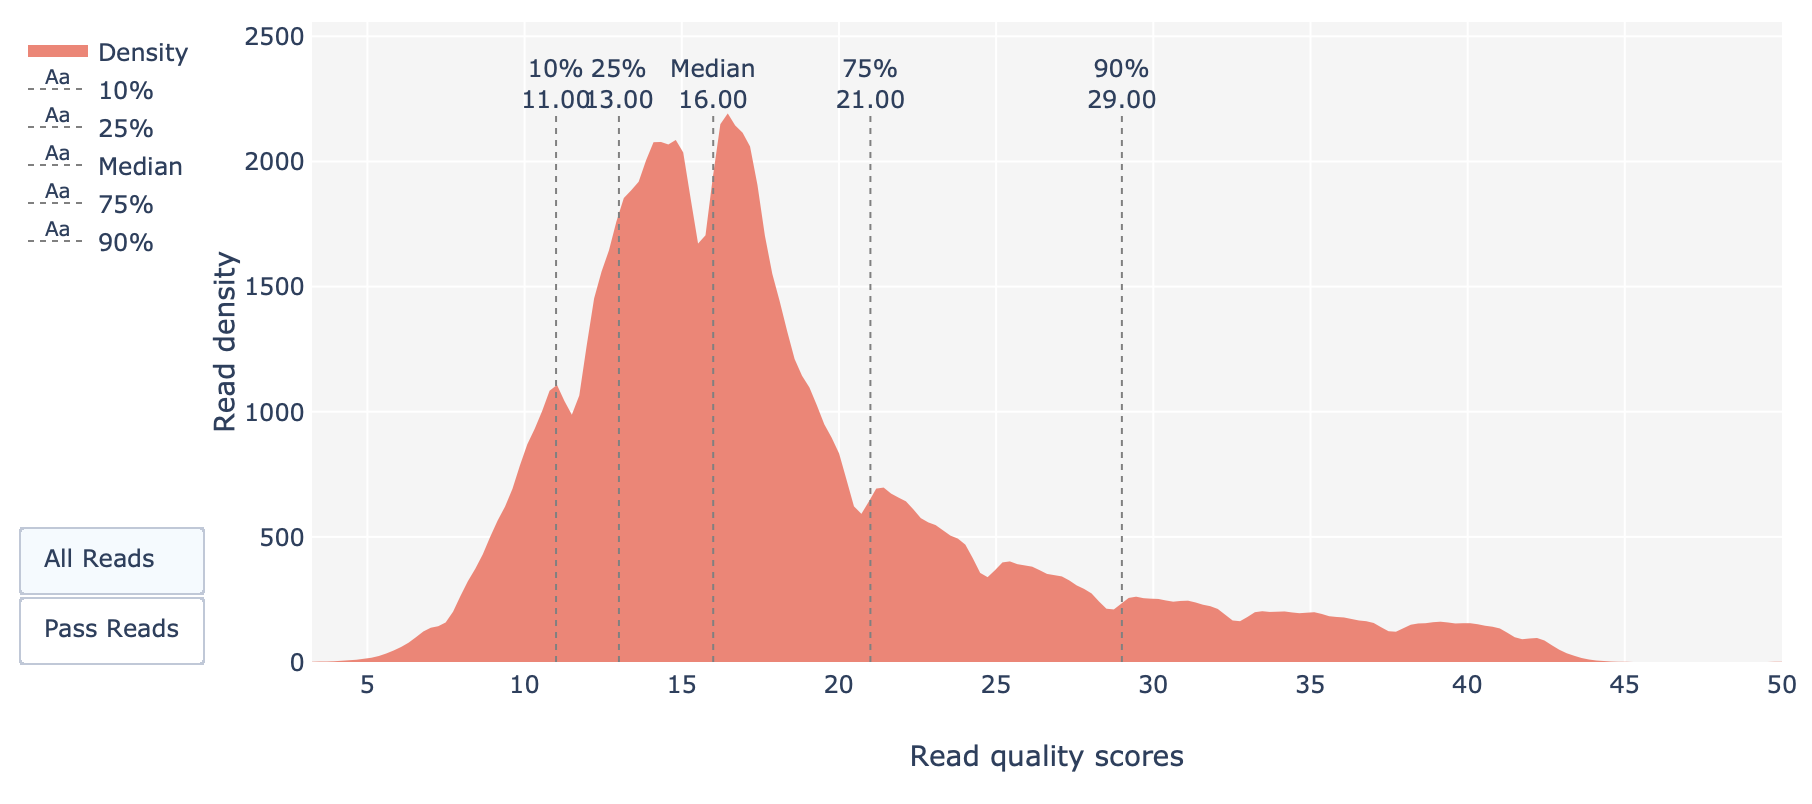 Density
Aa
10%
Aa
25%
Aa
Median
Aa
75%
Aa
90%
All Reads
Pass Reads
Read density
2500
2000
1500
1000
500
0
10% 25% Median 75% 90%
11.00 13.00 16.00 21.00 29.00
5 10 15 20 25 30 35 40 45 50
Read quality scores